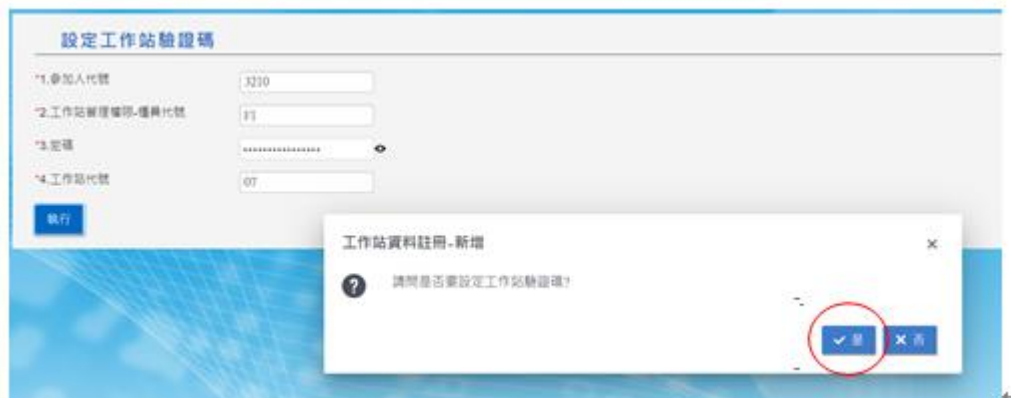 設定工作站驗證碼
*1.參加人代號
3210
*2.工作站管理權限-櫃員代號
F1
*3.密碼
*4.工作站代號
07
執行
工作站資料註冊-新增
×
? 請問是否要設定工作站驗證碼?
是 否